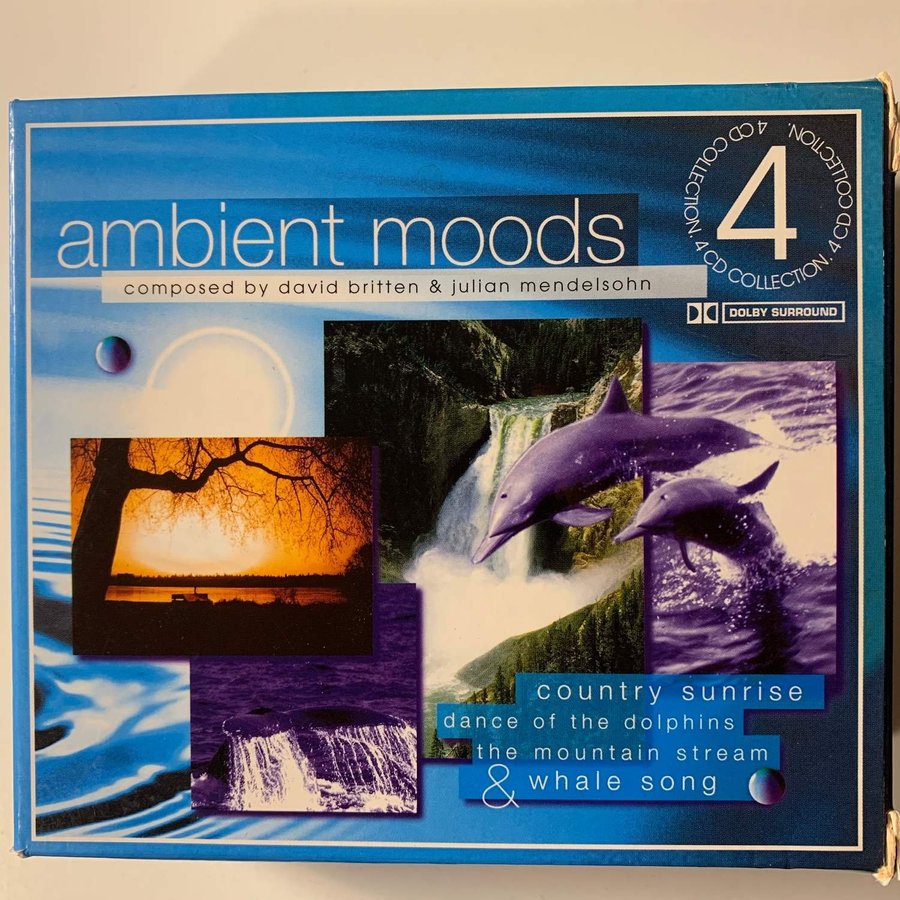 ambient moods
composed by david britten & julian mendelsohn
4
4 CD COLLECTION. 4 CD COLLECTION. 4 CD COLLECTION.
DOLBY SURROUND
country sunrise
dance of the dolphins
the mountain stream
& whale song